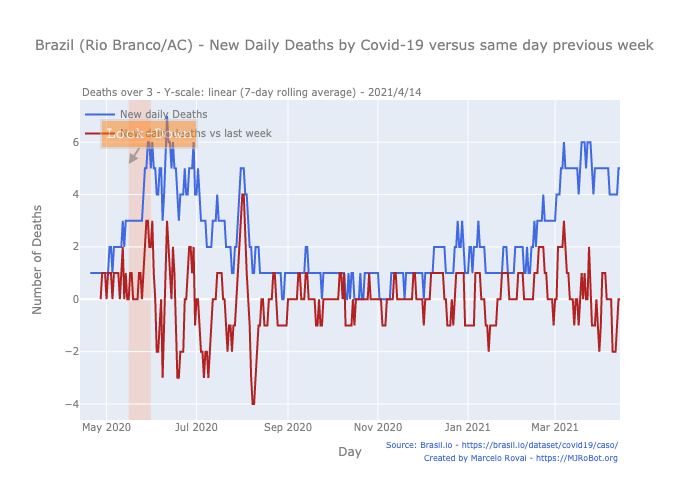 Brazil (Rio Branco/AC) - New Daily Deaths by Covid-19 versus same day previous week
Deaths over 3 - Y-scale: linear (7-day rolling average) - 2021/4/14
New daily Deaths
New daily Deaths vs last week
Lock Down
Number of Deaths
6
4
2
0
−2
−4
May 2020
Jul 2020
Sep 2020
Nov 2020
Jan 2021
Mar 2021
Day
Source: Brasil.io - https://brasil.io/dataset/covid19/caso/
Created by Marcelo Rovai - https://MJRoBot.org